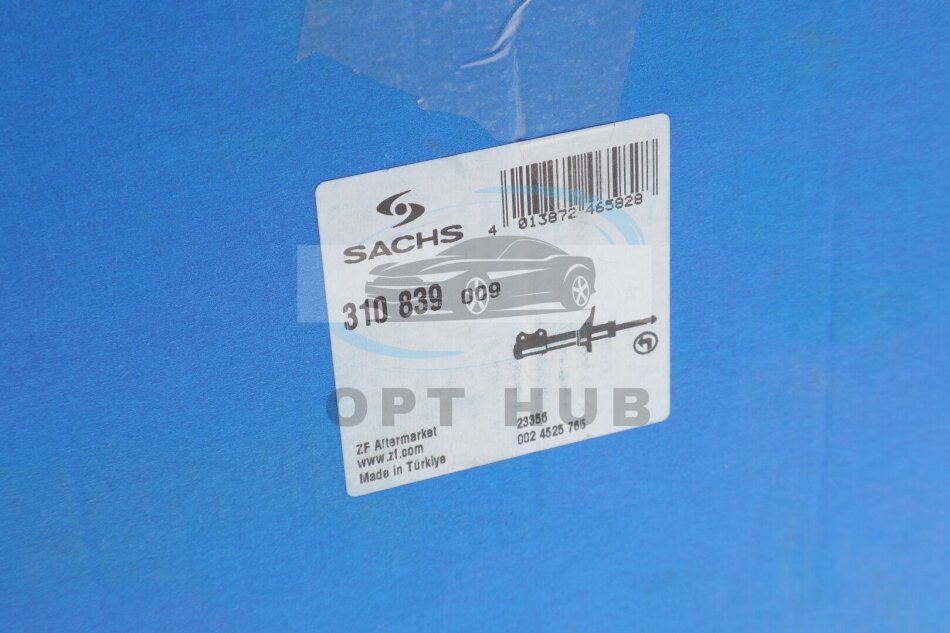 SACHS
4 013872 465828
310 839 009
OPT HUB
ZF Aftermarket
www.zf.com
Made in Türkiye
23356
002 4525 765